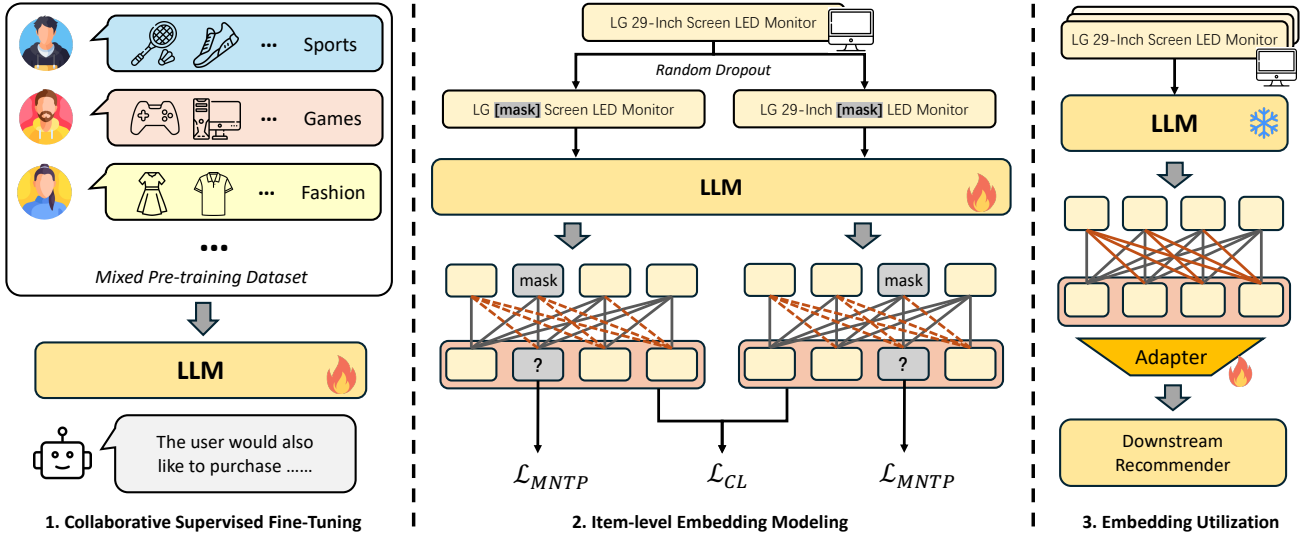 ... Sports
... Games
... Fashion
...
Mixed Pre-training Dataset
LLM
The user would also
like to purchase ......
1. Collaborative Supervised Fine-Tuning
LG 29-Inch Screen LED Monitor
Random Dropout
LG [mask] Screen LED Monitor
LG 29-Inch [mask] LED Monitor
LLM
mask
mask
?
?
ℒMNTP
ℒCL
ℒMNTP
2. Item-level Embedding Modeling
LG 29-Inch Screen LED Monitor
LLM
Adapter
Downstream
Recommender
3. Embedding Utilization